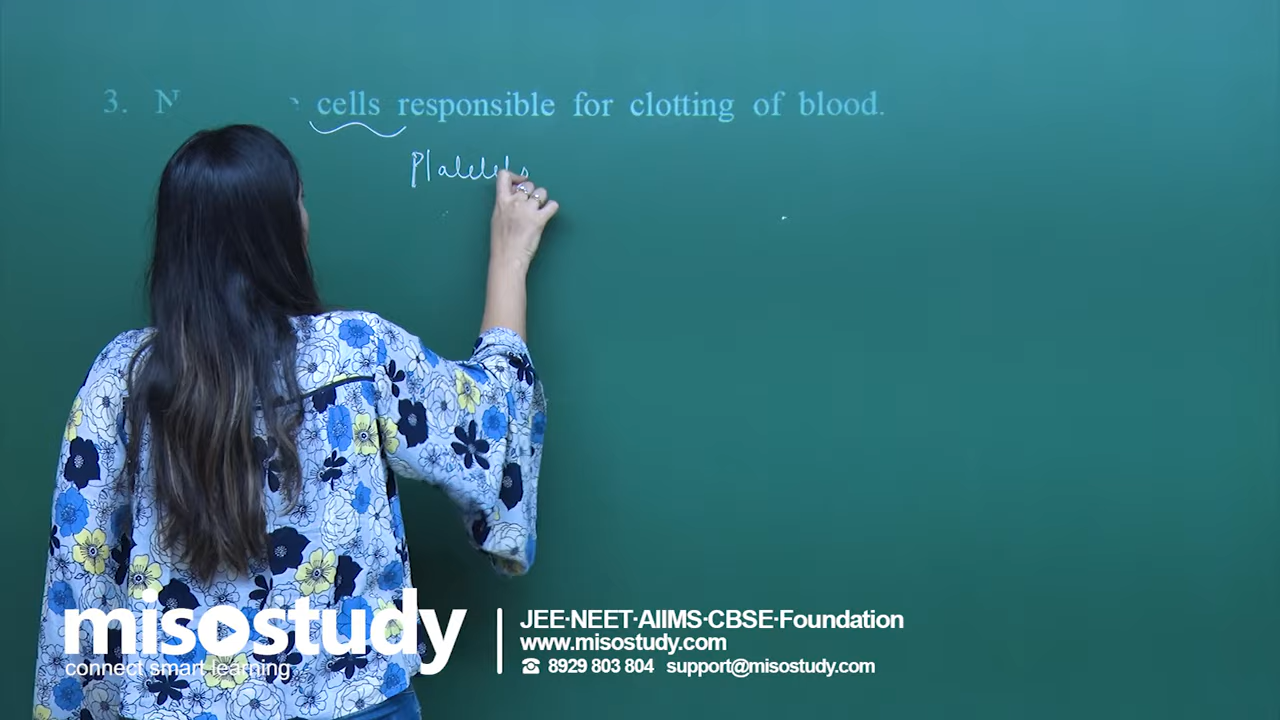 3. N cells responsible for clotting of blood.
Platelets
misostudy
connect smart learning
JEE·NEET·AIIMS·CBSE·Foundation
www.misostudy.com
☎ 8929 803 804 support@misostudy.com